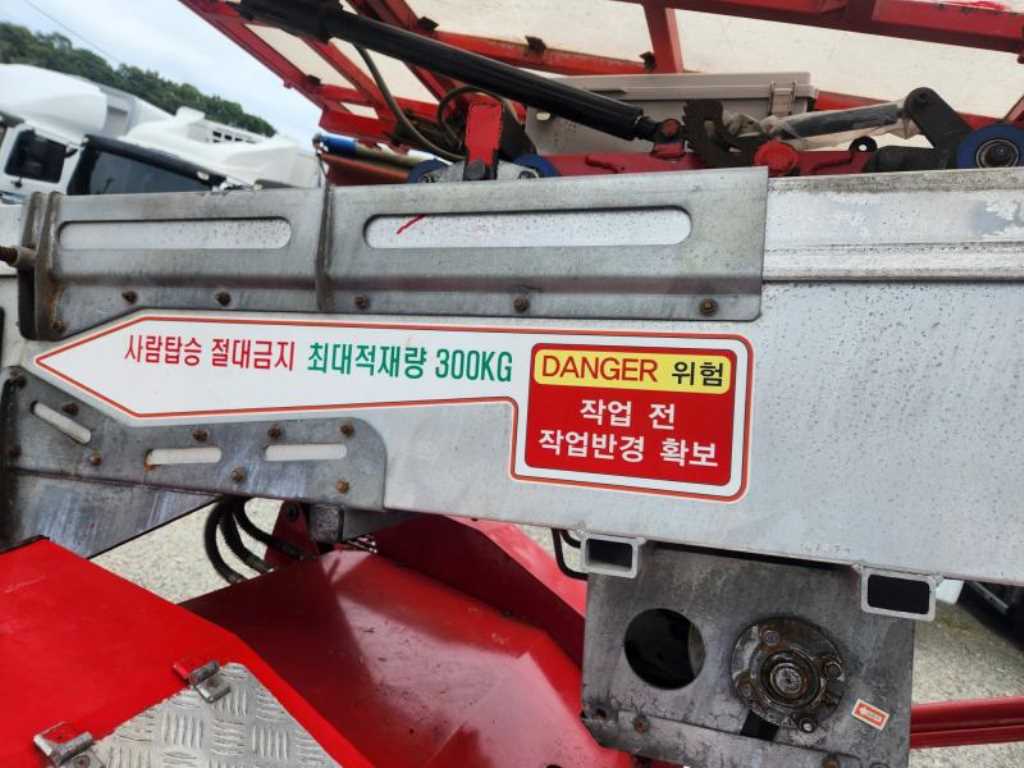 사람탑승 절대금지 최대적재량 300KG
DANGER 위험
작업 전
작업반경 확보